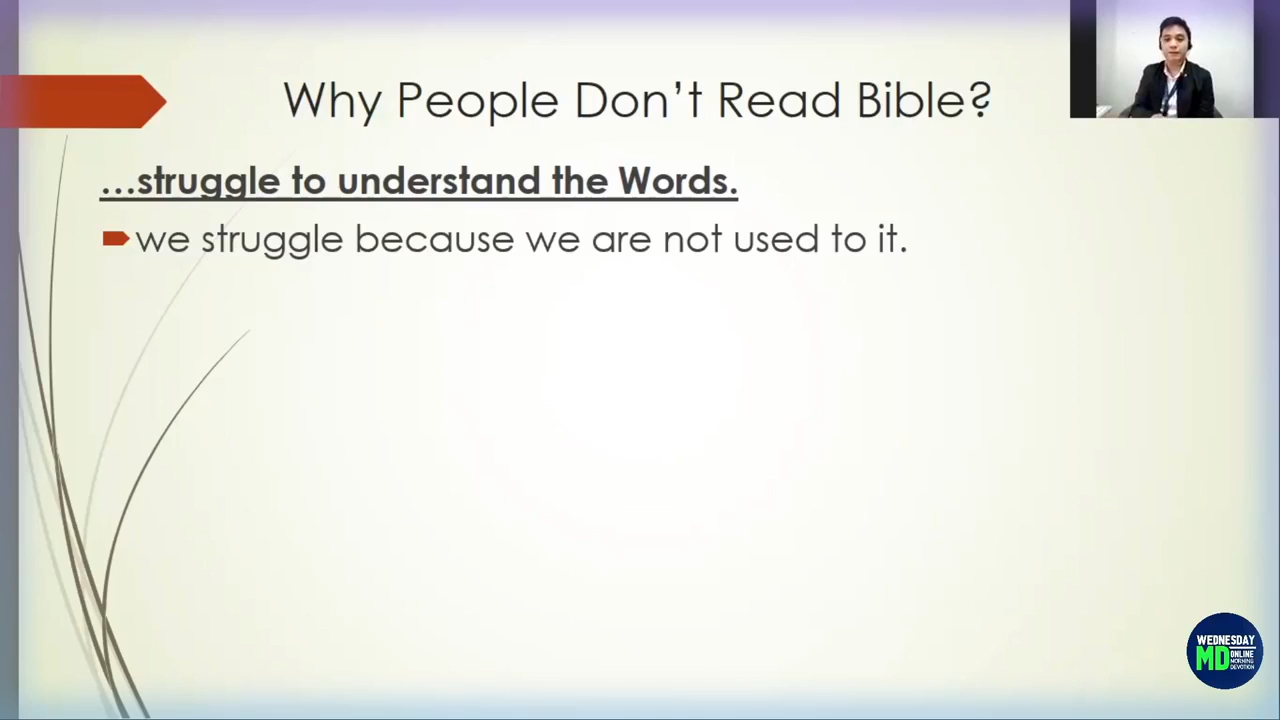 Why People Don't Read Bible?
...struggle to understand the Words.
we struggle because we are not used to it.
WEDNESDAY
MD ONLINE
MORNING
DEVOTION